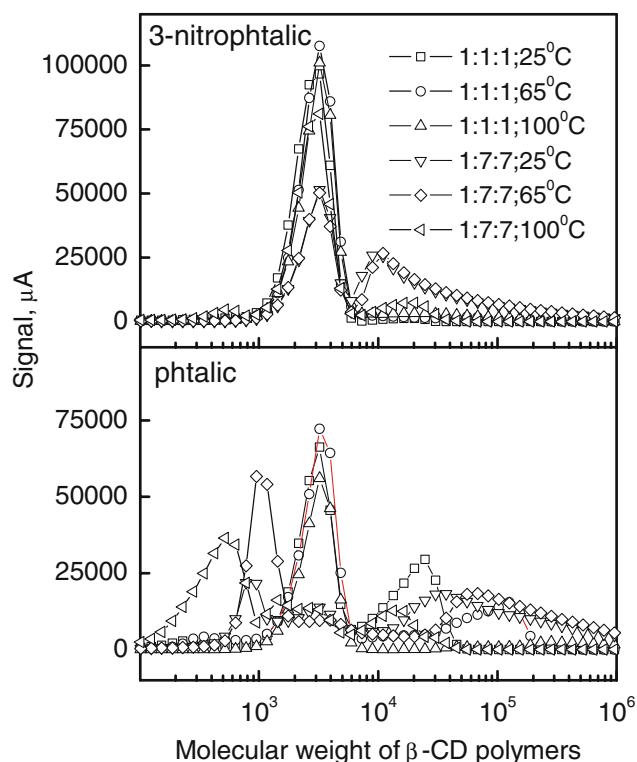 3-nitrophtalic
1:1:1;25⁰C
1:1:1;65⁰C
1:1:1;100⁰C
1:7:7;25⁰C
1:7:7;65⁰C
1:7:7;100⁰C
100000
75000
50000
25000
0
Signal, μA
phtalic
75000
50000
25000
0
10³ 10⁴ 10⁵ 10⁶
Molecular weight of β-CD polymers